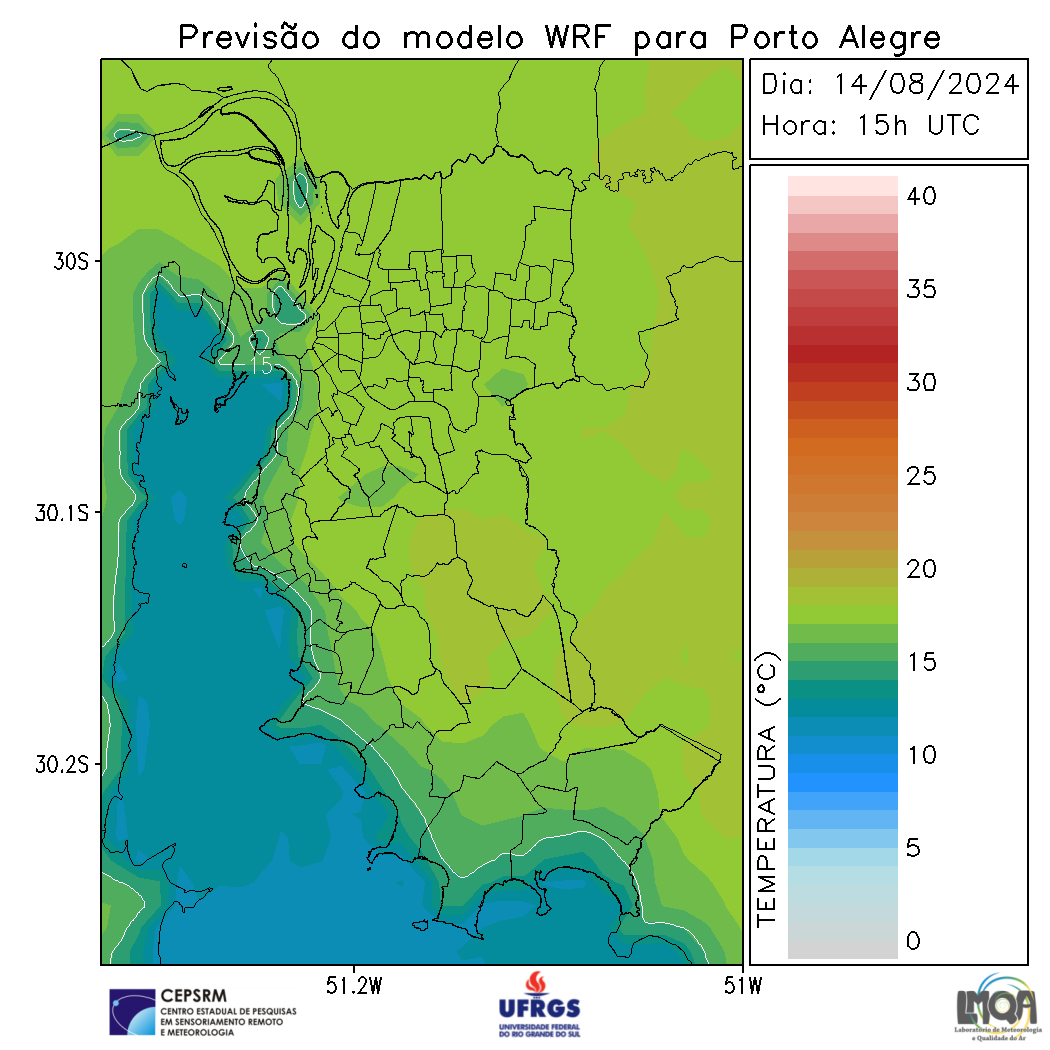 Previsão do modelo WRF para Porto Alegre
Dia: 14/08/2024
Hora: 15h UTC
40
35
30
25
20
15
10
5
0
TEMPERATURA (°C)
30S
30.1S
30.2S
15
51.2W
51W
CEPSRM
CENTRO ESTADUAL DE PESQUISAS
EM SENSORIAMENTO REMOTO
E METEOROLOGIA
UFRGS
UNIVERSIDADE FEDERAL
DO RIO GRANDE DO SUL
LMQA
Laboratório de Meteorologia
e Qualidade do Ar